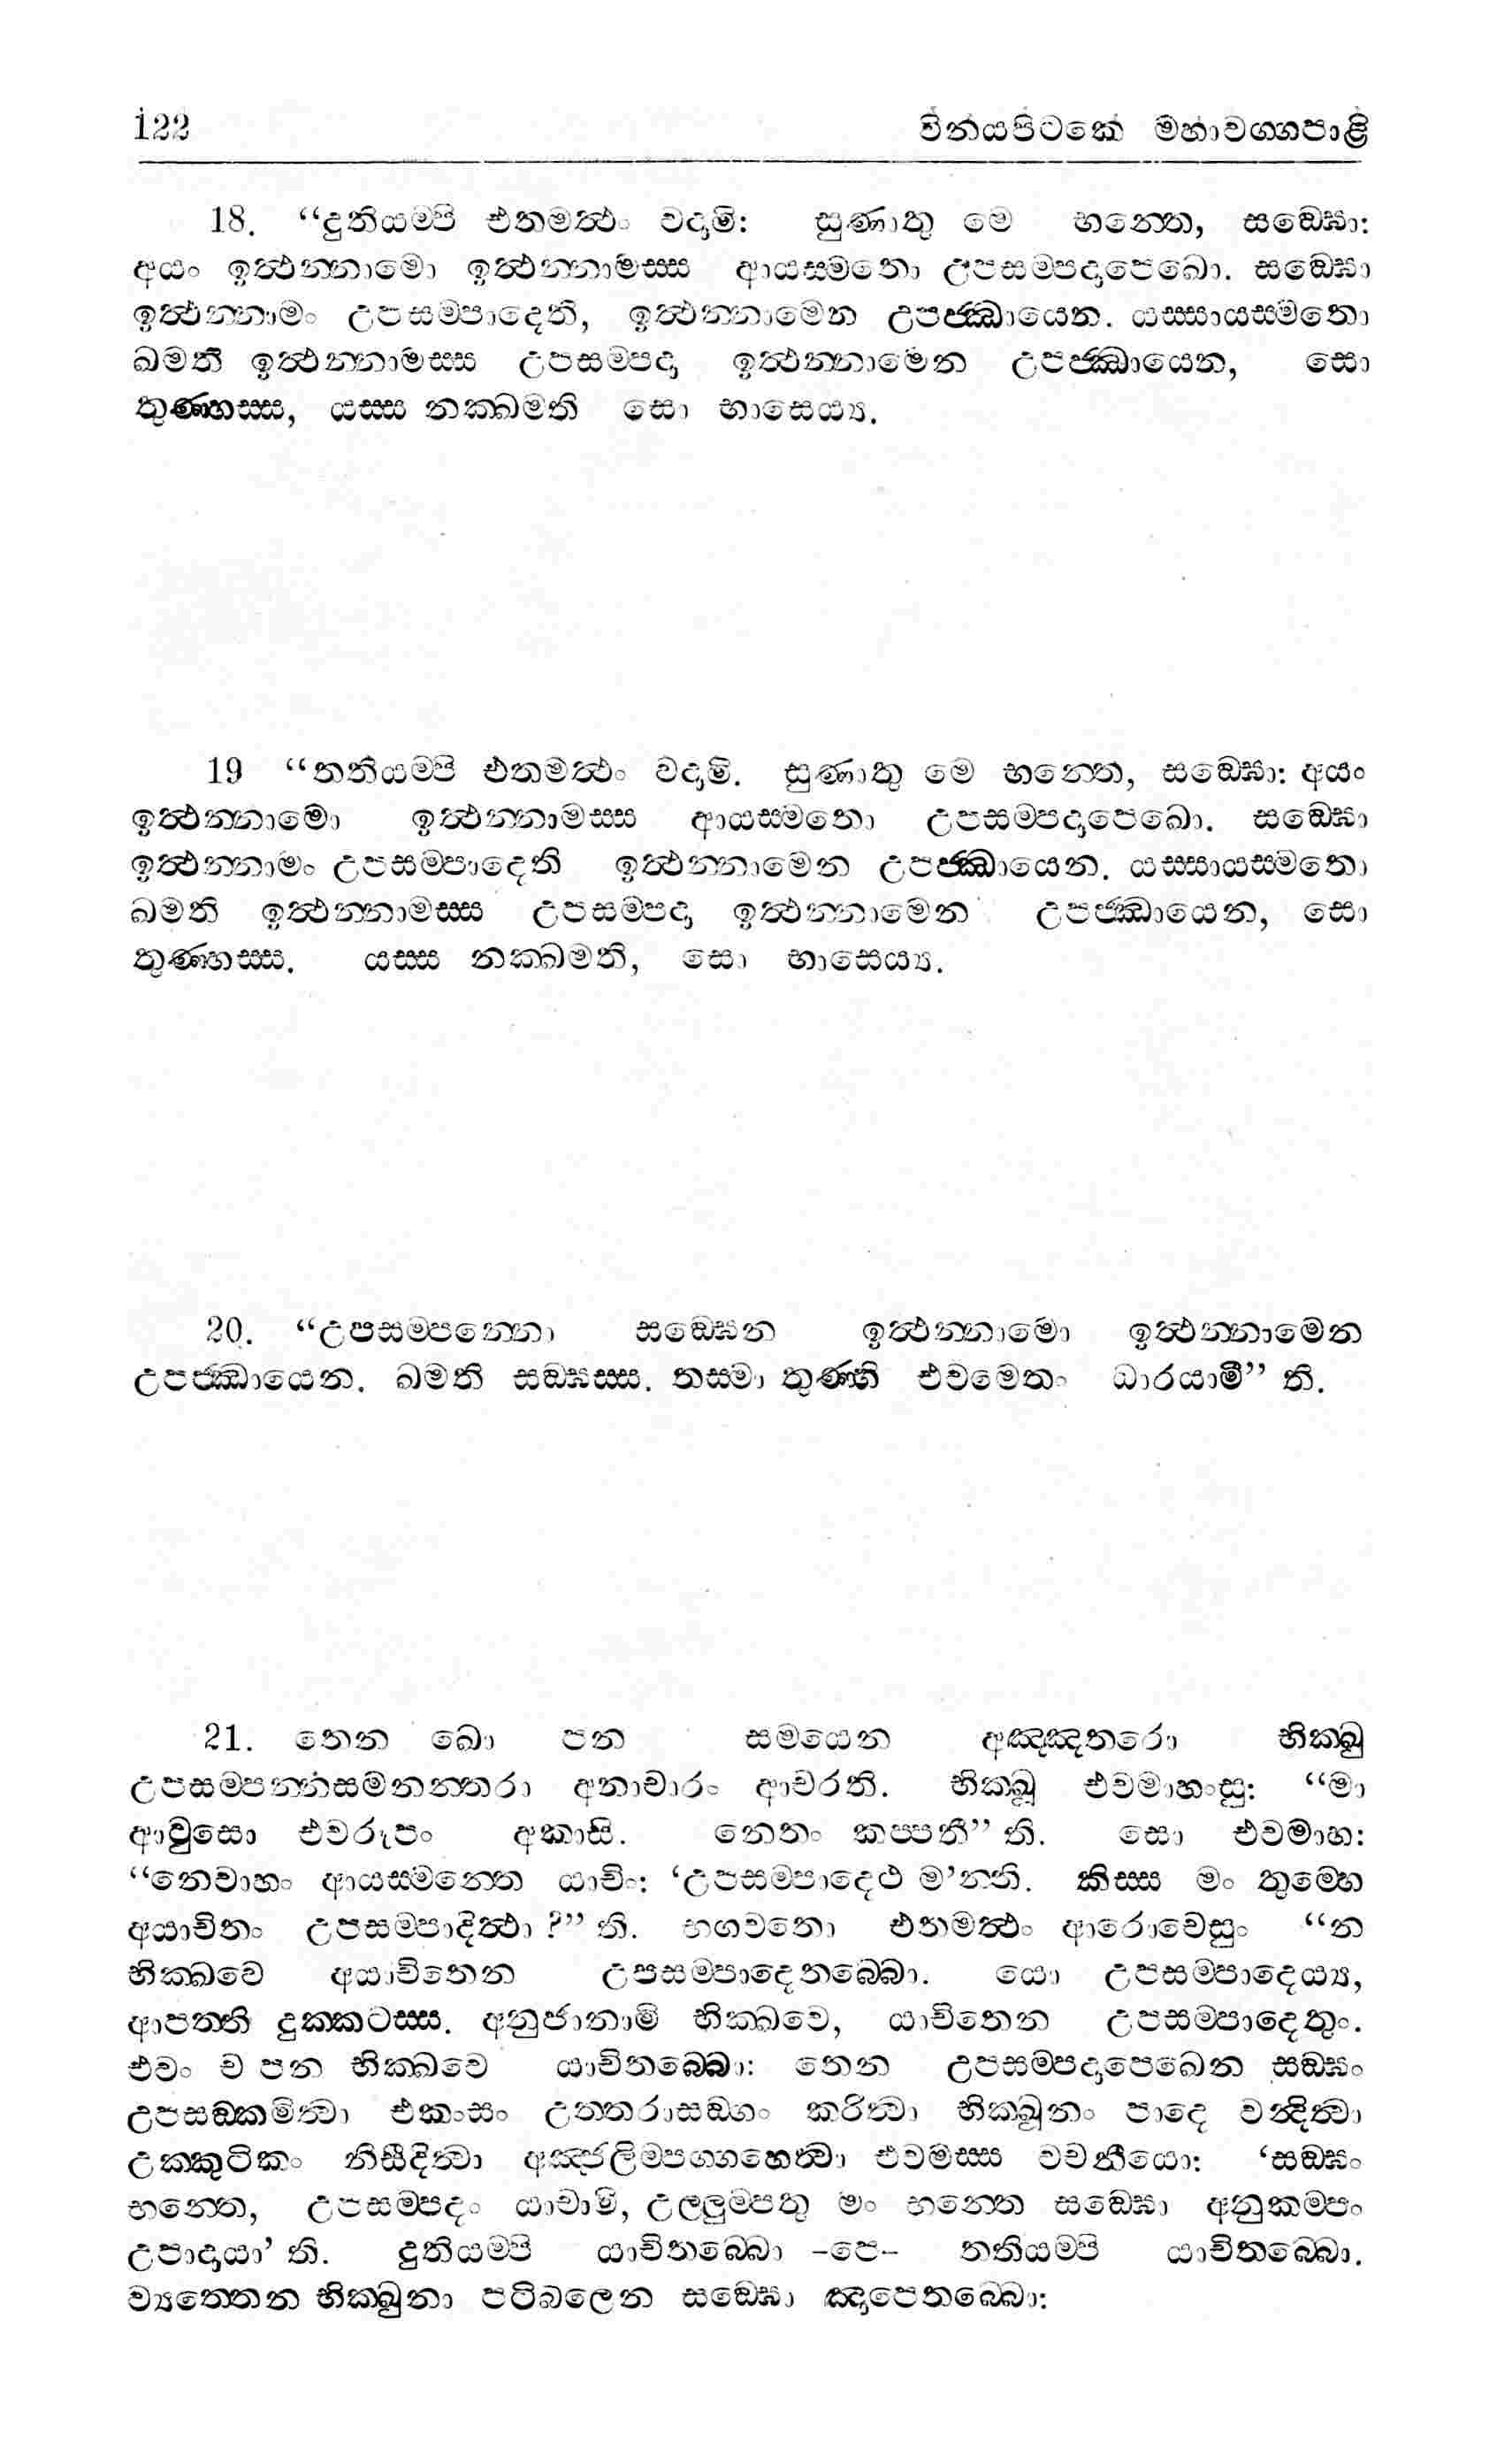 122 විනයපිටකේ මහාවග්ගපාළි
18. “දුතියම්පි එතමත්ථං වදාමි: සුණාතු මෙ භන්තෙ, සඞ්ඝො:
අයං ඉත්ථන්නාමො ඉත්ථන්නාමස්ස ආයස්මතො උපසම්පදාපෙඛො. සඞ්ඝො
ඉත්ථන්නාමං උපසම්පාදෙති, ඉත්ථන්නාමෙන උපජ්ඣායෙන. යස්සායස්මතො
ඛමති ඉත්ථන්නාමස්ස උපසම්පදා ඉත්ථන්නාමෙන උපජ්ඣායෙන, සො
තුණ්හස්ස, යස්ස නක්ඛමති සො භාසෙය්‍ය.
19 “තතියම්පි එතමත්ථං වදාමි. සුණාතු මෙ භන්තෙ, සඞ්ඝො: අයං
ඉත්ථන්නාමො ඉත්ථන්නාමස්ස ආයස්මතො උපසම්පදාපෙඛො. සඞ්ඝො
ඉත්ථන්නාමං උපසම්පාදෙති ඉත්ථන්නාමෙන උපජ්ඣායෙන. යස්සායස්මතො
ඛමති ඉත්ථන්නාමස්ස උපසම්පදා ඉත්ථන්නාමෙන උපජ්ඣායෙන, සො
තුණ්හස්ස. යස්ස නක්ඛමති, සො භාසෙය්‍ය.
20. “උපසම්පන්නො සඞ්ඝෙන ඉත්ථන්නාමො ඉත්ථන්නාමෙන
උපජ්ඣායෙන. ඛමති සඞ්ඝස්ස. තස්මා තුණ්හි එවමෙතං ධාරයාමී” ති.
21. තෙන ඛො පන සමයෙන අඤ්ඤතරො භික්ඛු
උපසම්පන්නසමනන්තරා අනාචාරං ආචරති. භික්ඛූ එවමාහංසු: “මා
ආවුසො එවරූපං අකාසි. නෙතං කප්පතී” ති. සො එවමාහ:
“නෙවාහං ආයස්මන්තෙ යාචිං: ‘උපසම්පාදෙථ ම’න්ති. කිස්ස මං තුම්හෙ
අයාචිතං උපසම්පාදිත්ථා ?” ති. භගවතො එතමත්ථං ආරොචෙසුං “න
භික්ඛවෙ අයාචිතෙන උපසම්පාදෙතබ්බො. යො උපසම්පාදෙය්‍ය,
ආපත්ති දුක්කටස්ස. අනුජානාමි භික්ඛවෙ, යාචිතෙන උපසම්පාදෙතුං.
එවං ච පන භික්ඛවෙ යාචිතබ්බො: තෙන උපසම්පදාපෙඛෙන සඞ්ඝං
උපසඞ්කමිත්වා එකංසං උත්තරාසඞ්ගං කරිත්වා භික්ඛූනං පාදෙ වන්දිත්වා
උක්කුටිකං නිසීදිත්වා අඤ්ජලිම්පග්ගහෙත්වා එවමස්ස වචනීයො: ‘සඞ්ඝං
භන්තෙ, උපසම්පදං යාචාමි, උල්ලුම්පතු මං භන්තෙ සඞ්ඝො අනුකම්පං
උපාදායා’ ති. දුතියම්පි යාචිතබ්බො –පෙ– තතියම්පි යාචිතබ්බො.
ව්‍යත්තෙන භික්ඛුනා පටිබලෙන සඞ්ඝො ඤාපෙතබ්බො: